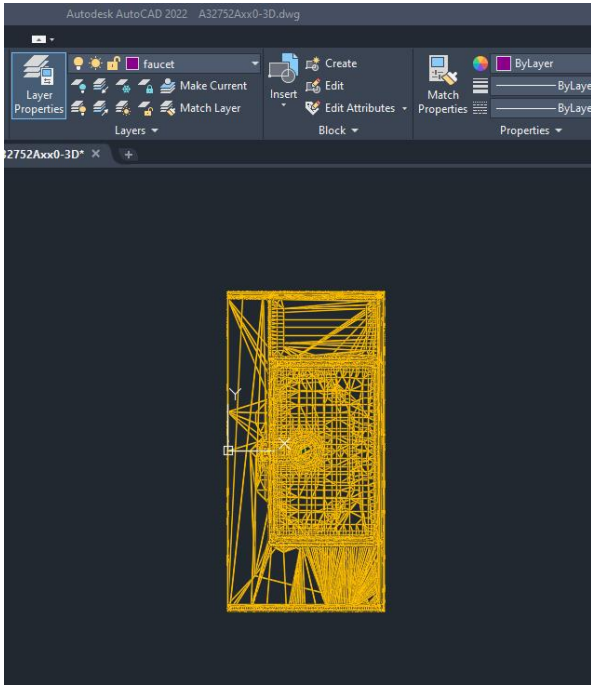 Autodesk AutoCAD 2022 A32752Axx0-3D.dwg
faucet
Make Current
Match Layer
Layer
Properties
Layers
Insert
Create
Edit
Edit Attributes
Block
Match
Properties
ByLayer
ByLaye
ByLaye
Properties
32752Axx0-3D*
Y
X